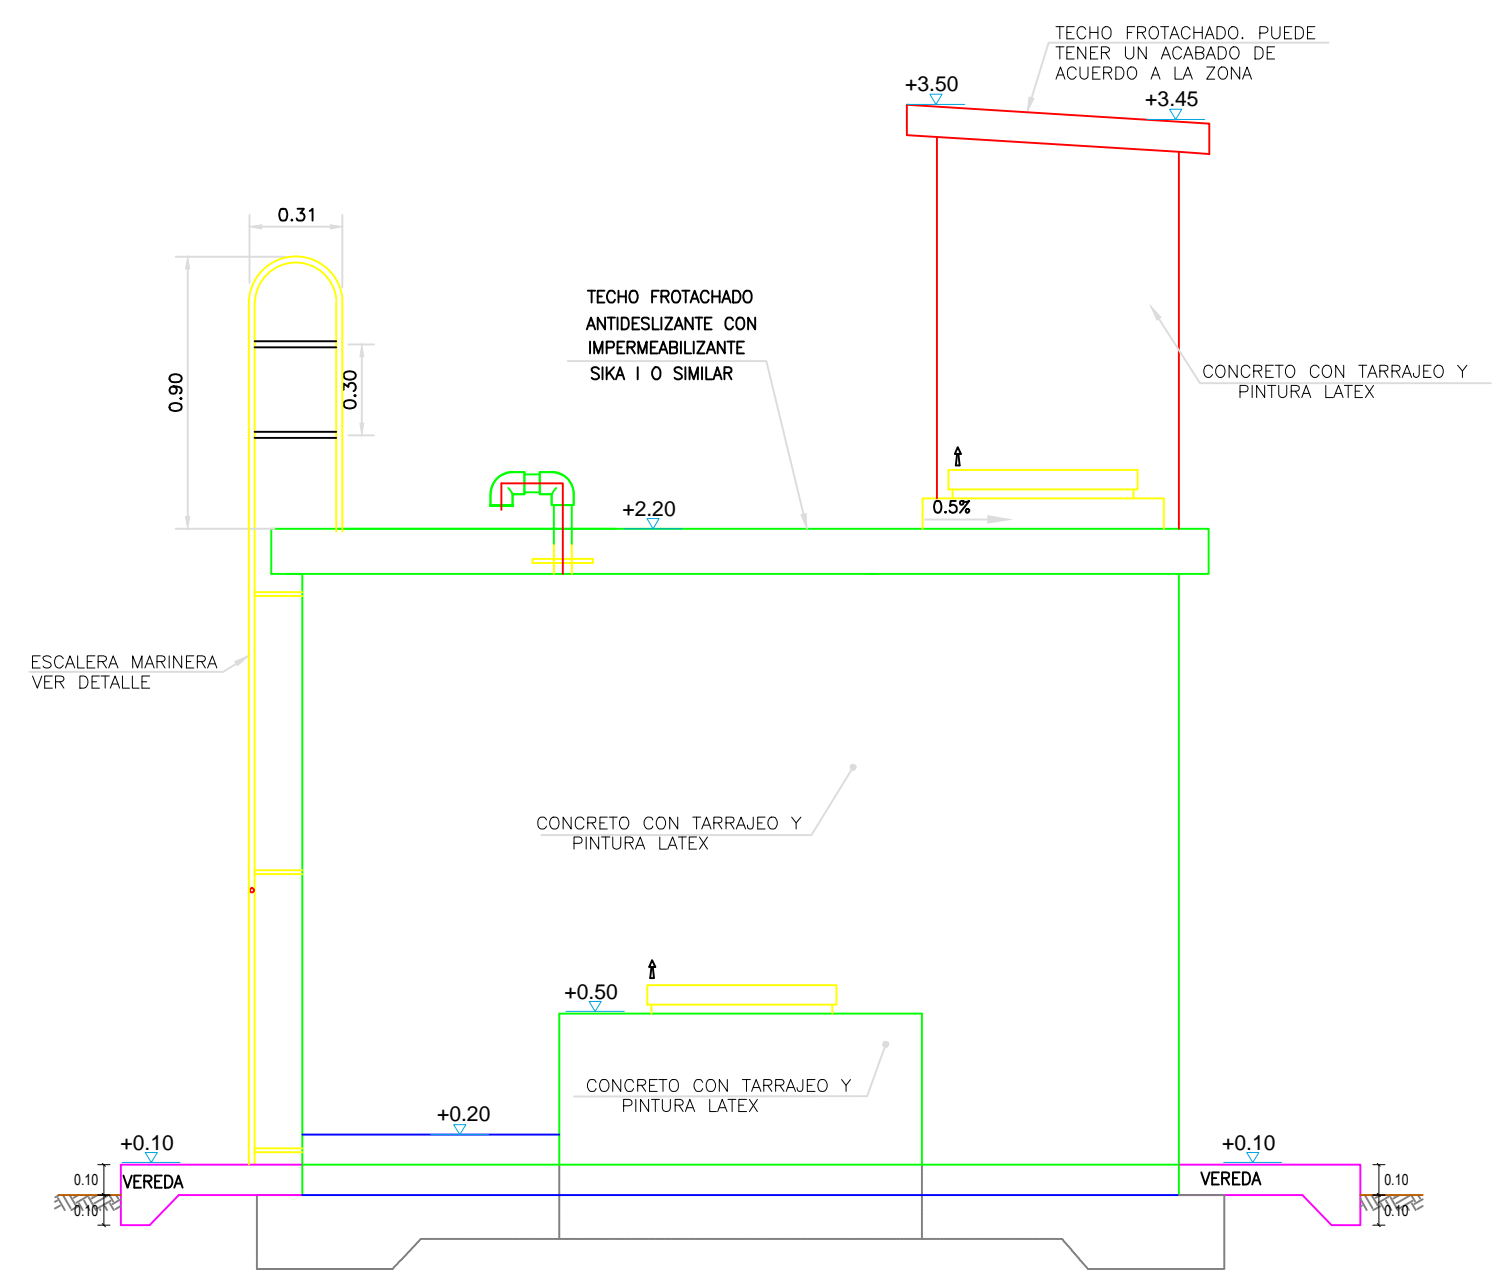 TECHO FROTACHADO. PUEDE
TENER UN ACABADO DE
ACUERDO A LA ZONA
+3.50
+3.45
0.31
TECHO FROTACHADO
ANTIDESLIZANTE CON
IMPERMEABILIZANTE
SIKA I O SIMILAR
0.90
0.30
CONCRETO CON TARRAJEO Y
PINTURA LATEX
+2.20
0.5%
ESCALERA MARINERA
VER DETALLE
CONCRETO CON TARRAJEO Y
PINTURA LATEX
+0.50
CONCRETO CON TARRAJEO Y
PINTURA LATEX
+0.20
+0.10
+0.10
0.10
VEREDA
VEREDA
0.10
0.10
0.10